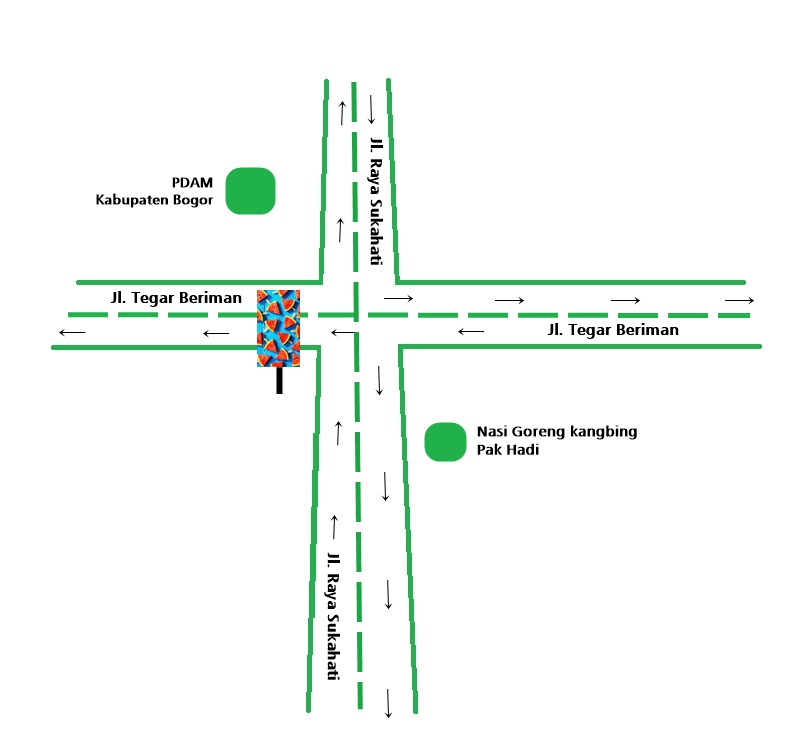 Jl. Raya Sukahati
PDAM
Kabupaten Bogor
Jl. Tegar Beriman
Jl. Tegar Beriman
Nasi Goreng kangbing
Pak Hadi
Jl. Raya Sukahati